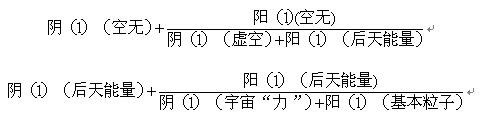 阴 ① （空无）+ 阳 ①(空无)
阴 ① （虚空）+阳 ① （后天能量）
阴 ① （后天能量）+ 阳 ① （后天能量)
阴 ① （宇宙“力”）+阳 ① （基本粒子）